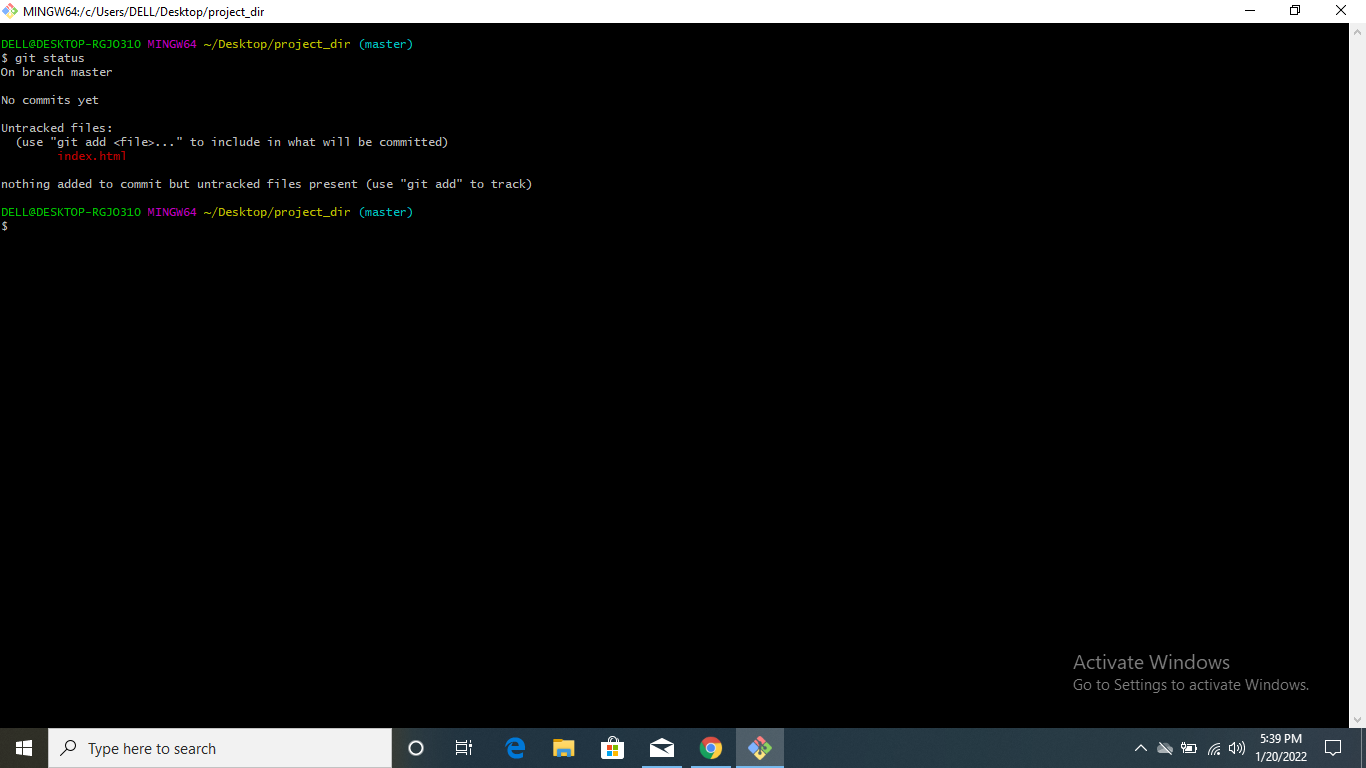 MINGW64:/c/Users/DELL/Desktop/project_dir
DELL@DESKTOP-RGJO31O MINGW64 ~/Desktop/project_dir (master)
$ git status
On branch master
No commits yet
Untracked files:
(use "git add <file>..." to include in what will be committed)
index.html
nothing added to commit but untracked files present (use "git add" to track)
DELL@DESKTOP-RGJO31O MINGW64 ~/Desktop/project_dir (master)
$
Activate Windows
Go to Settings to activate Windows.
Type here to search
5:39 PM
1/20/2022